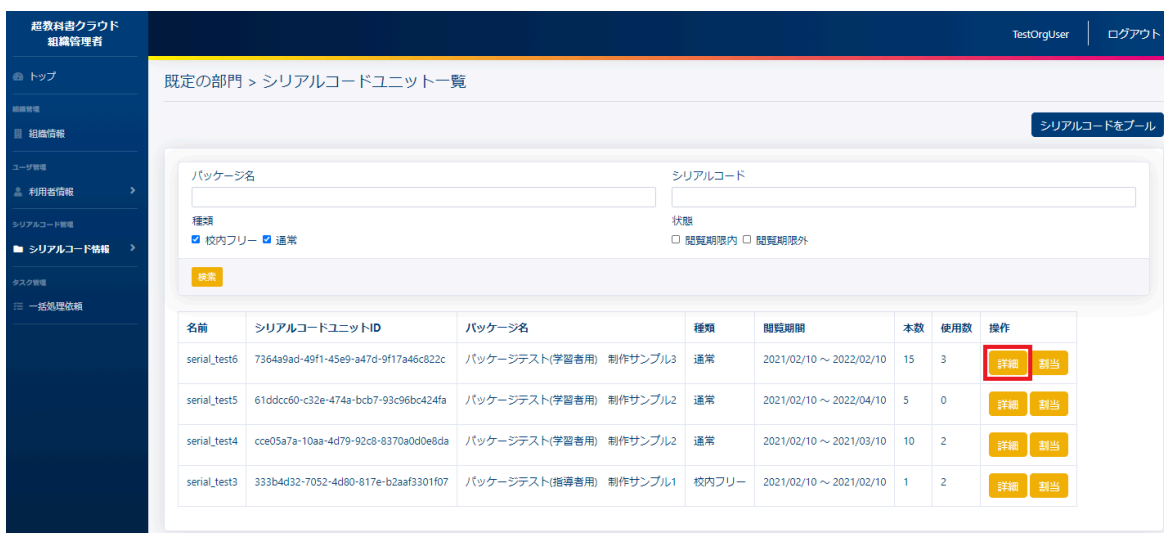 超教科書クラウド
組織管理者
TestOrgUser
ログアウト
トップ
組織管理
組織情報
ユーザ管理
利用者情報
シリアルコード管理
シリアルコード情報
タスク管理
一括処理依頼
既定の部門 > シリアルコードユニット一覧
シリアルコードをプール
パッケージ名 シリアルコード
種類 状態
校内フリー 通常 閲覧期限内 閲覧期限外
検索
名前 シリアルコードユニットID パッケージ名 種類 閲覧期間 本数 使用数 操作
serial_test6 7364a9ad-49f1-45e9-a47d-9f17a46c822c パッケージテスト(学習者用) 制作サンプル3 通常 2021/02/10 ～ 2022/02/10 15 3 詳細 割当
serial_test5 61ddcc60-c32e-474a-bcb7-93c96bc424fa パッケージテスト(学習者用) 制作サンプル2 通常 2021/02/10 ～ 2022/04/10 5 0 詳細 割当
serial_test4 cce05a7a-10aa-4d79-92c8-8370a0d0e8da パッケージテスト(学習者用) 制作サンプル2 通常 2021/02/10 ～ 2021/03/10 10 2 詳細 割当
serial_test3 333b4d32-7052-4d80-817e-b2aaf3301f07 パッケージテスト(指導者用) 制作サンプル1 校内フリー 2021/02/10 ～ 2021/02/10 1 2 詳細 割当